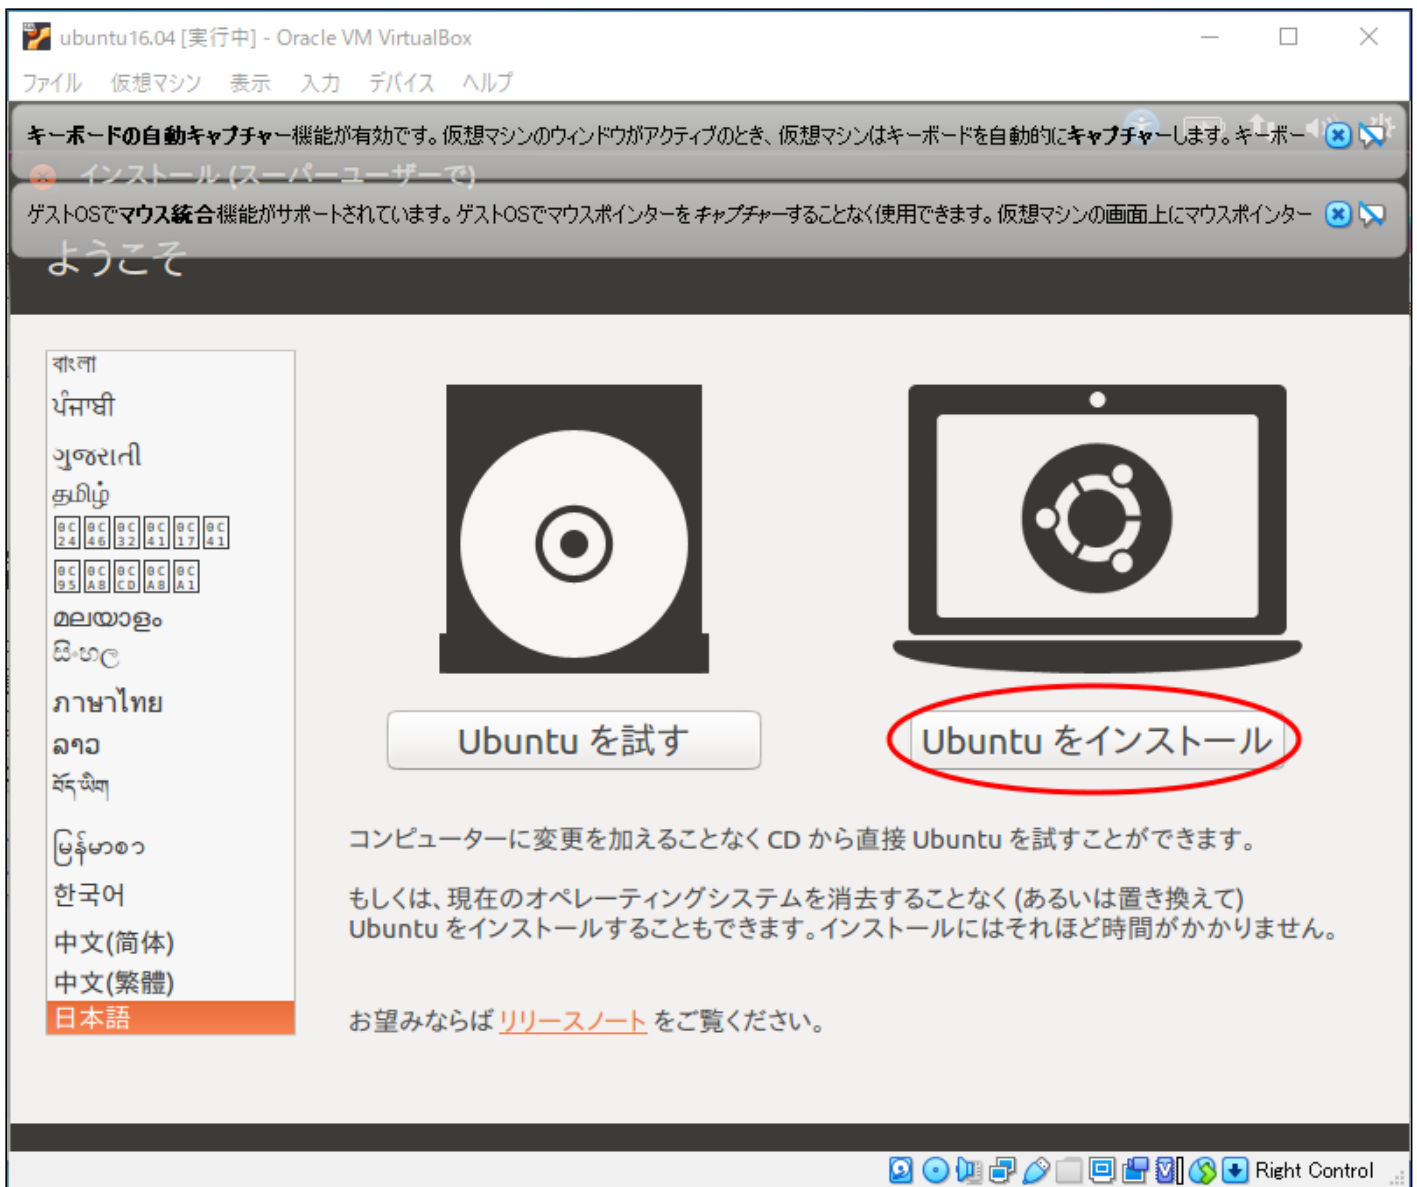 ubuntu16.04 [実行中] - Oracle VM VirtualBox
ファイル 仮想マシン 表示 入力 デバイス ヘルプ
キーボードの自動キャプチャー機能が有効です。仮想マシンのウィンドウがアクティブのとき、仮想マシンはキーボードを自動的にキャプチャーします。キーボー
インストール (スーパーユーザーで)
ゲストOSでマウス統合機能がサポートされています。ゲストOSでマウスポインターをキャプチャーすることなく使用できます。仮想マシンの画面上にマウスポインター
ようこそ
বাংলা
ਪੰਜਾਬੀ
ગુજરાતી
தமிழ்
മലയാളം
සිංහල
ภาษาไทย
ລາວ
བོད་ཡིག
မြန်မာစာ
한국어
中文(简体)
中文(繁體)
日本語
Ubuntu を試す
Ubuntu をインストール
コンピューターに変更を加えることなく CD から直接 Ubuntu を試すことができます。
もしくは、現在のオペレーティングシステムを消去することなく (あるいは置き換えて)
Ubuntu をインストールすることもできます。インストールにはそれほど時間がかかりません。
お望みならば リリースノート をご覧ください。
Right Control